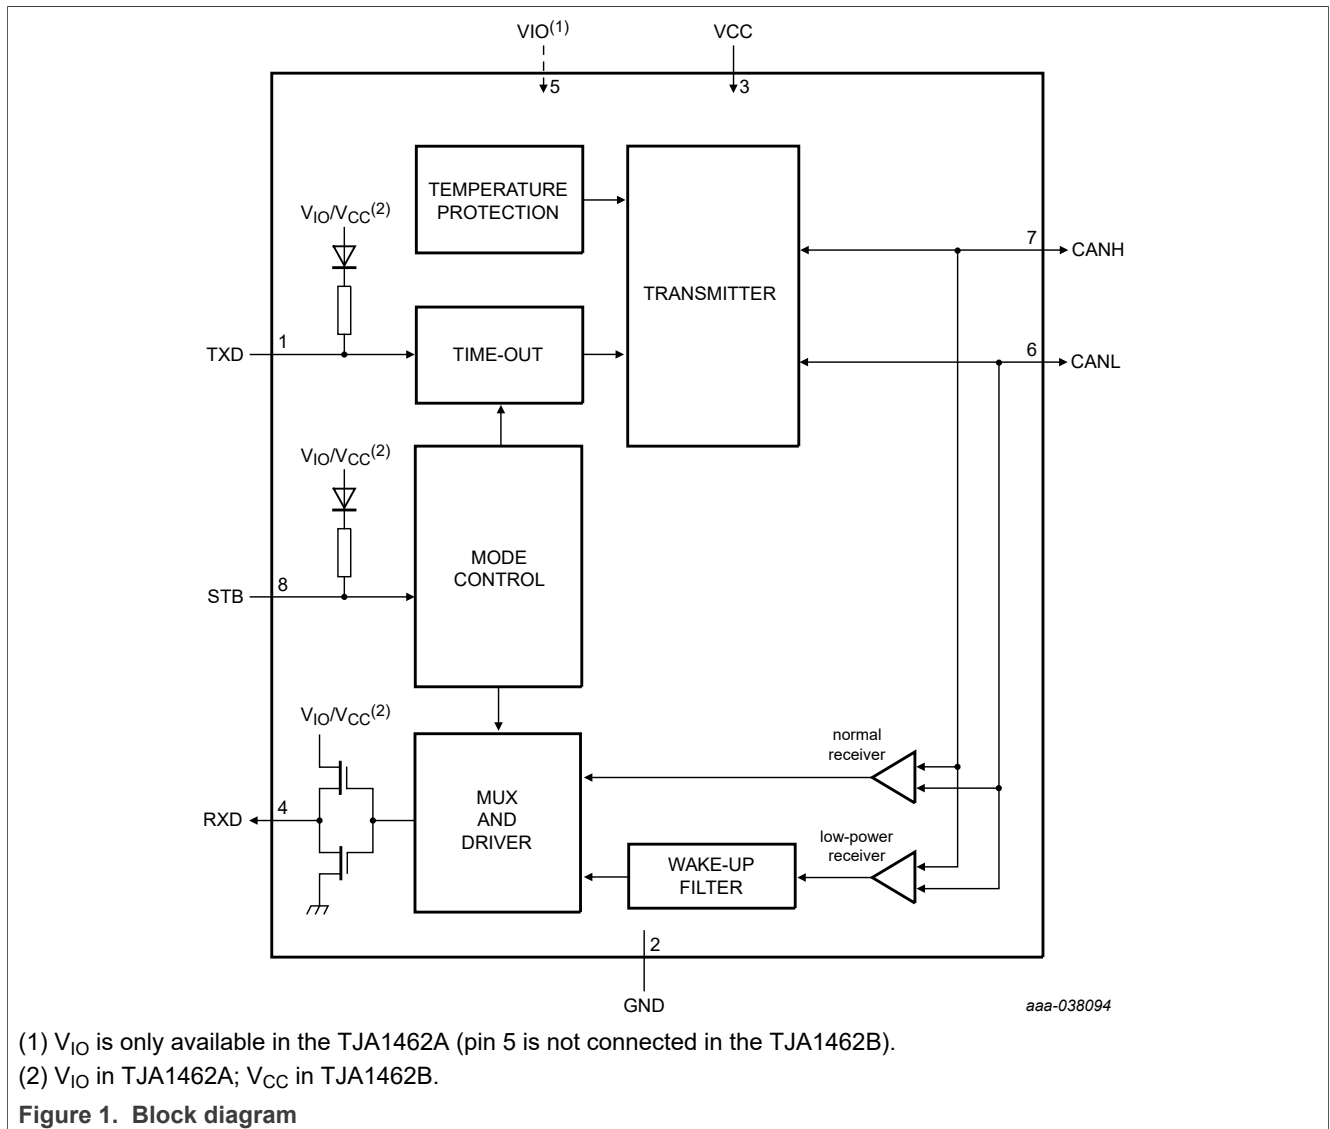 VIO(1)
VCC
5
3
TEMPERATURE
PROTECTION
VIO/VCC(2)
7
CANH
TRANSMITTER
TXD
1
TIME-OUT
6
CANL
VIO/VCC(2)
MODE
CONTROL
STB
8
VIO/VCC(2)
normal
receiver
RXD
4
MUX
AND
DRIVER
low-power
receiver
WAKE-UP
FILTER
2
GND
aaa-038094
(1) VIO is only available in the TJA1462A (pin 5 is not connected in the TJA1462B).
(2) VIO in TJA1462A; VCC in TJA1462B.
Figure 1. Block diagram